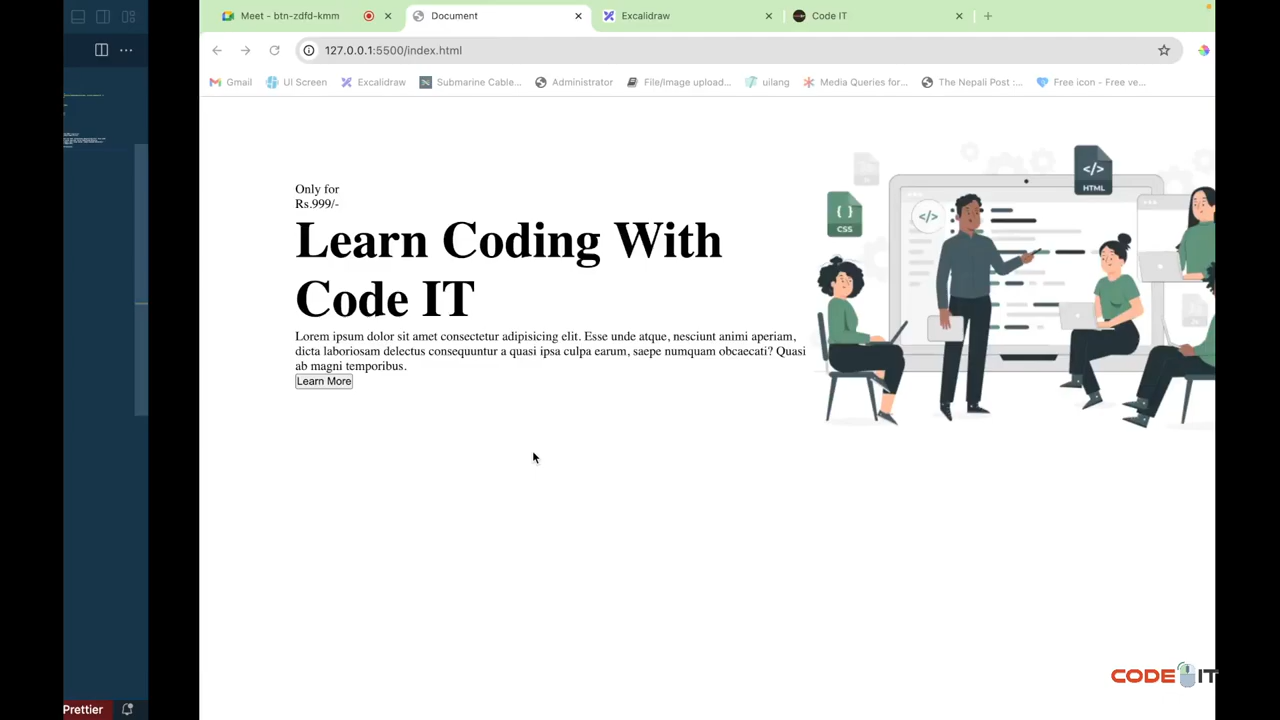 Meet - btn-zdfd-kmm
Document
Excalidraw
Code IT
127.0.0.1:5500/index.html
Gmail
UI Screen
Excalidraw
Submarine Cable...
Administrator
File/Image upload...
uilang
Media Queries for...
The Nepali Post :...
Free icon - Free ve...
Only for
Rs.999/-
Learn Coding With
Code IT
Lorem ipsum dolor sit amet consectetur adipisicing elit. Esse unde atque, nesciunt animi aperiam,
dicta laboriosam delectus consequuntur a quasi ipsa culpa earum, saepe numquam obcaecati? Quasi
ab magni temporibus.
Learn More
</>
HTML
{ }
CSS
</>
Prettier
CODE IT